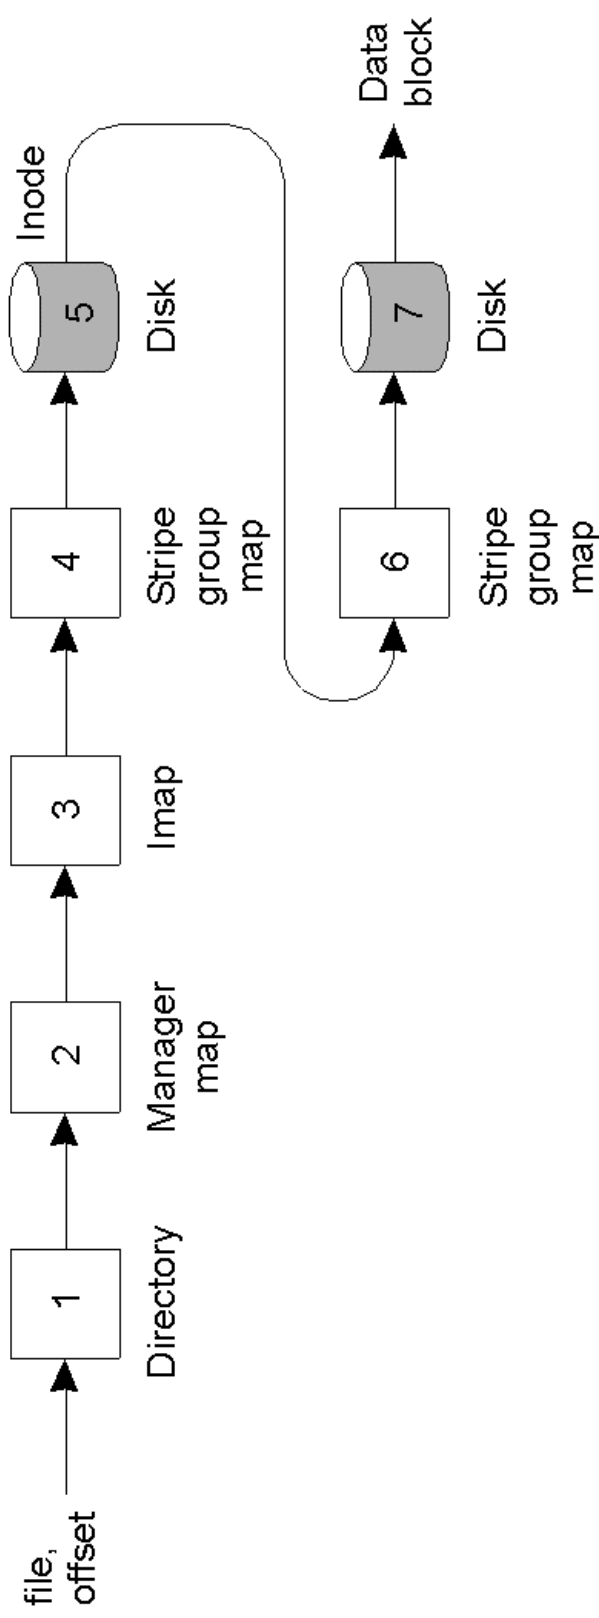 file,
offset
1
Directory
2
Manager
map
3
Imap
4
Stripe
group
map
5
Disk
Inode
6
Stripe
group
map
7
Disk
Data
block